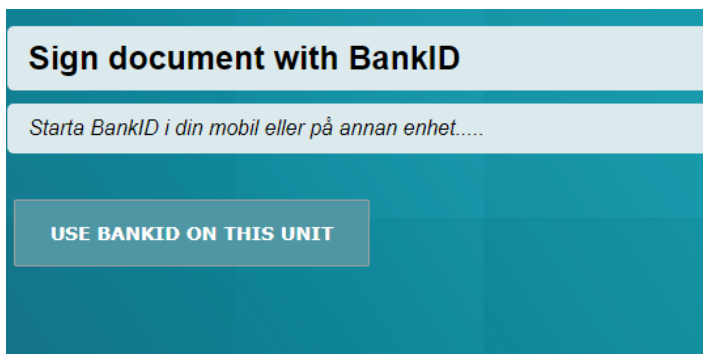 Sign document with BankID
Starta BankID i din mobil eller på annan enhet.....
USE BANKID ON THIS UNIT